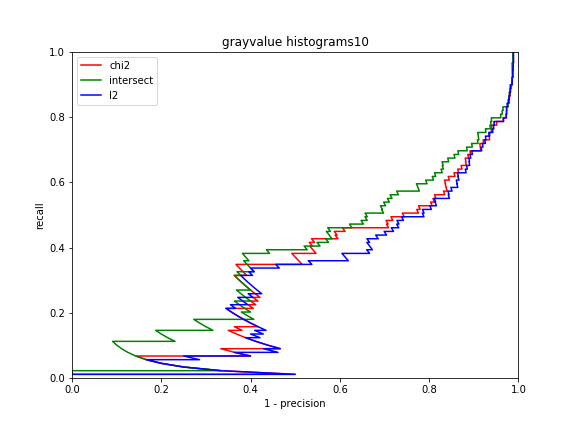 grayvalue histograms10
chi2
intersect
l2
recall
1.0
0.8
0.6
0.4
0.2
0.0
0.0 0.2 0.4 0.6 0.8 1.0
1 - precision